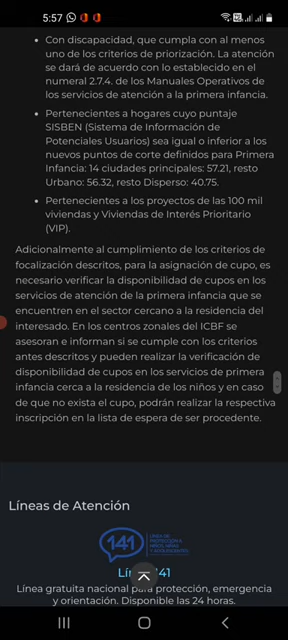 5:57
Con discapacidad, que cumpla con al menos
uno de los criterios de priorización. La atención
se dará de acuerdo con lo establecido en el
numeral 2.7.4. de los Manuales Operativos de
los servicios de atención a la primera infancia.
Pertenecientes a hogares cuyo puntaje
SISBEN (Sistema de Información de
Potenciales Usuarios) sea igual o inferior a los
nuevos puntos de corte definidos para Primera
Infancia: 14 ciudades principales: 57.21, resto
Urbano: 56.32, resto Disperso: 40.75.
Pertenecientes a los proyectos de las 100 mil
viviendas y Viviendas de Interés Prioritario
(VIP).
Adicionalmente al cumplimiento de los criterios de
focalización descritos, para la asignación de cupo, es
necesario verificar la disponibilidad de cupos en los
servicios de atención de la primera infancia que se
encuentren en el sector cercano a la residencia del
interesado. En los centros zonales del ICBF se
asesoran e informan si se cumple con los criterios
antes descritos y pueden realizar la verificación de
disponibilidad de cupos en los servicios de primera
infancia cerca a la residencia de los niños y en caso
de que no exista el cupo, podrán realizar la respectiva
inscripción en la lista de espera de ser procedente.
Líneas de Atención
141
LÍNEA DE
PROTECCIÓN A
NIÑOS, NIÑAS
Y ADOLESCENTES
Lín 141
Línea gratuita nacional para protección, emergencia
y orientación. Disponible las 24 horas.